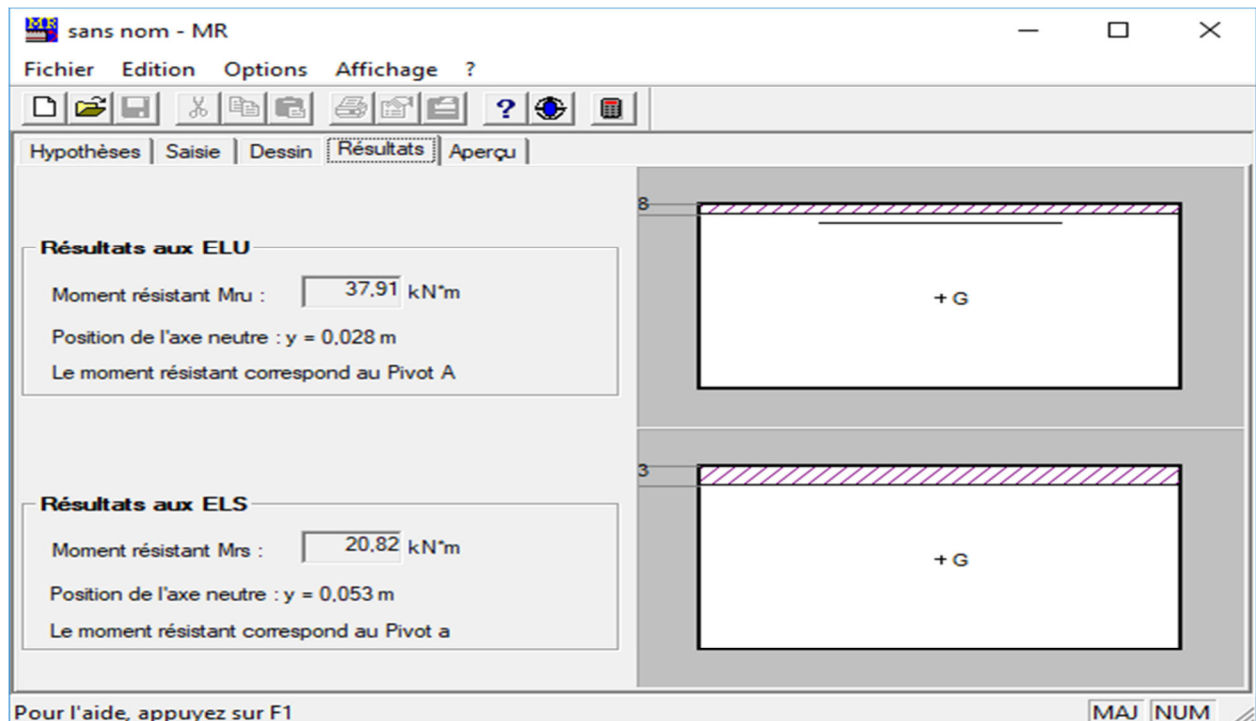 sans nom - MR
Fichier Edition Options Affichage ?
Hypothèses Saisie Dessin Résultats Aperçu
Résultats aux ELU
Moment résistant Mru : 37,91 kN*m
Position de l'axe neutre : y = 0,028 m
Le moment résistant correspond au Pivot A
8
+ G
Résultats aux ELS
Moment résistant Mrs : 20,82 kN*m
Position de l'axe neutre : y = 0,053 m
Le moment résistant correspond au Pivot a
3
+ G
Pour l'aide, appuyez sur F1 MAJ NUM